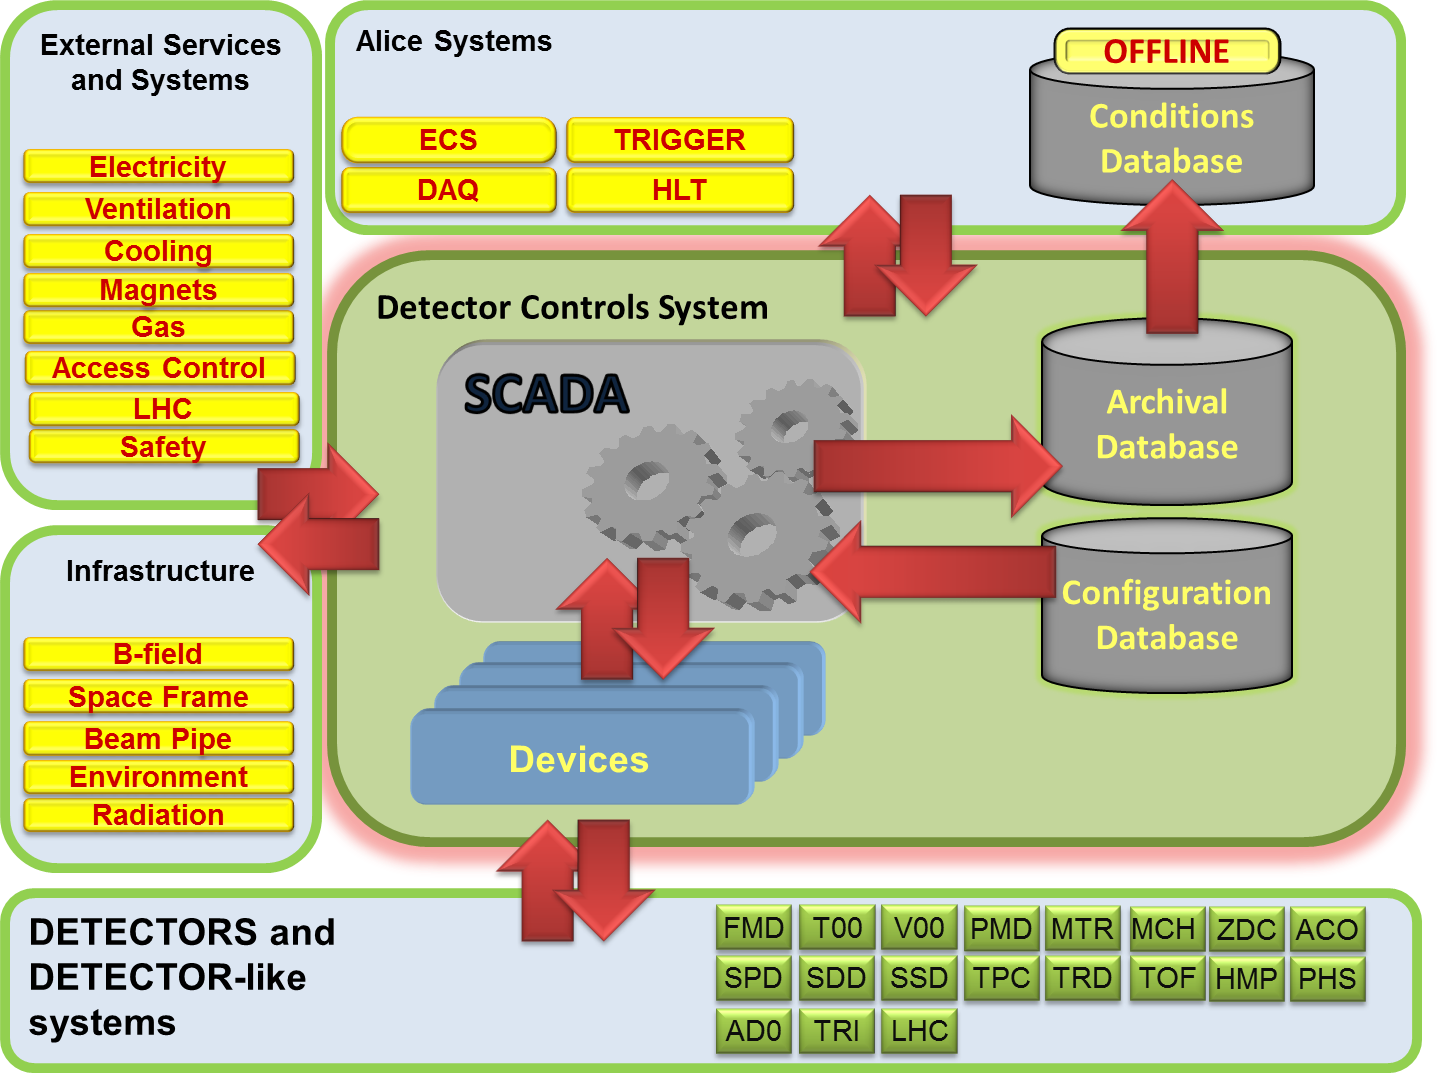 External Services
and Systems
Electricity
Ventilation
Cooling
Magnets
Gas
Access Control
LHC
Safety
Infrastructure
B-field
Space Frame
Beam Pipe
Environment
Radiation
Alice Systems
ECS
TRIGGER
DAQ
HLT
OFFLINE
Conditions
Database
Detector Controls System
SCADA
Archival
Database
Configuration
Database
Devices
DETECTORS and
DETECTOR-like
systems
FMD T00 V00 PMD MTR MCH ZDC ACO
SPD SDD SSD TPC TRD TOF HMP PHS
AD0 TRI LHC